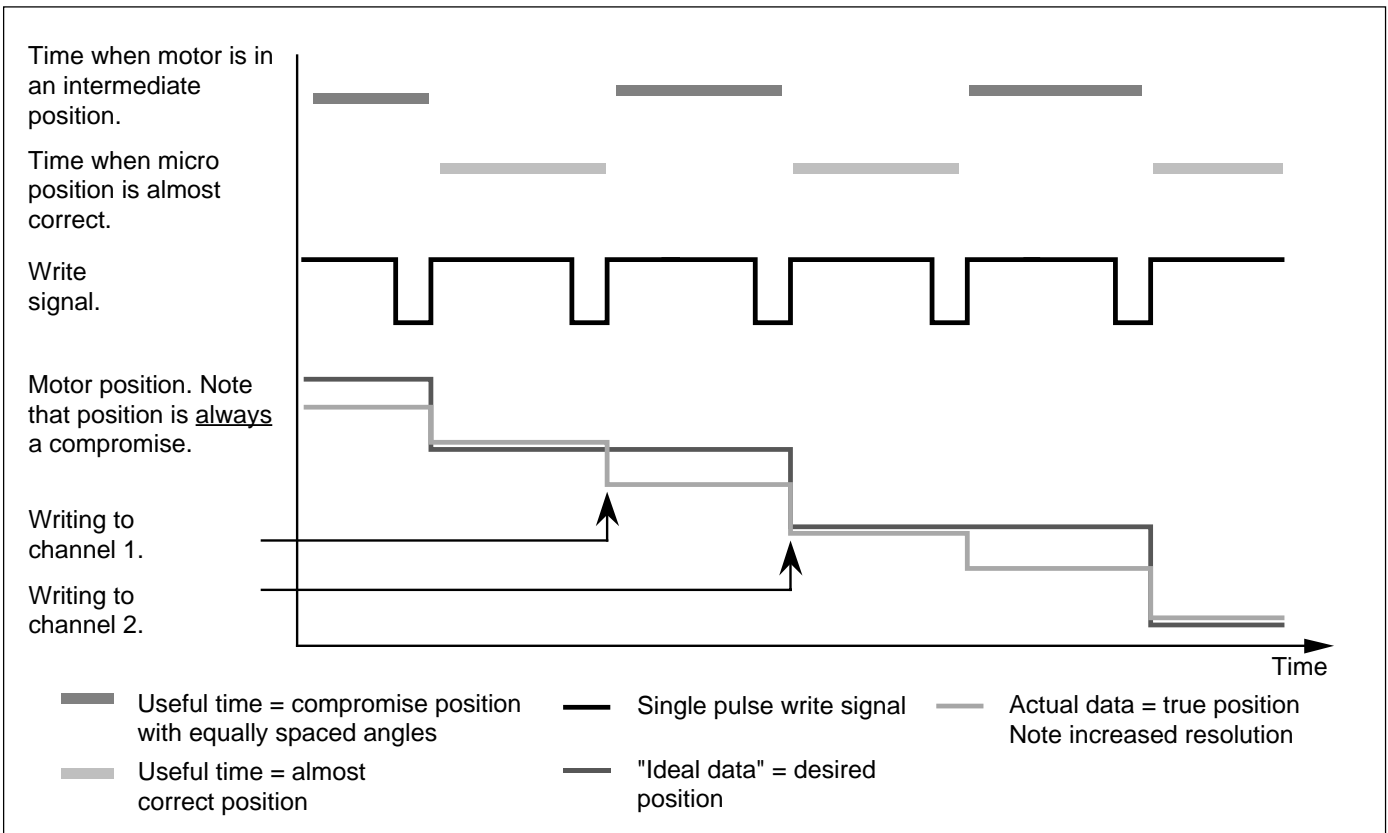 Time when motor is in
an intermediate
position.
Time when micro
position is almost
correct.
Write
signal.
Motor position. Note
that position is always
a compromise.
Writing to
channel 1.
Writing to
channel 2.
Time
Useful time = compromise position
with equally spaced angles
Useful time = almost
correct position
Single pulse write signal
"Ideal data" = desired
position
Actual data = true position
Note increased resolution